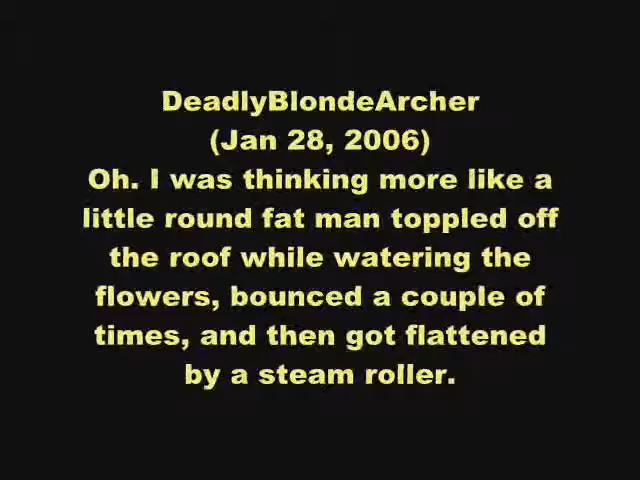 DeadlyBlondeArcher
(Jan 28, 2006)
Oh. I was thinking more like a
little round fat man toppled off
the roof while watering the
flowers, bounced a couple of
times, and then got flattened
by a steam roller.